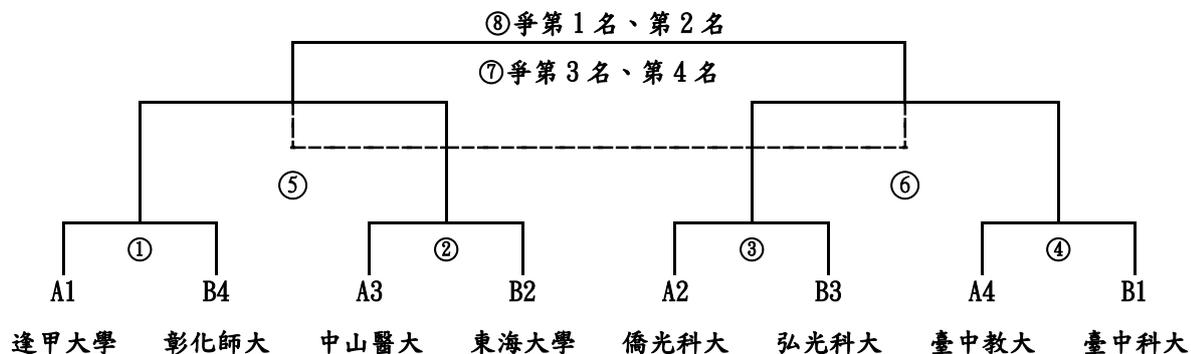 ⑧爭第1名、第2名
⑦爭第3名、第4名
⑤ ⑥
① ② ③ ④
A1 B4 A3 B2 A2 B3 A4 B1
逢甲大學 彰化師大 中山醫大 東海大學 僑光科大 弘光科大 臺中教大 臺中科大